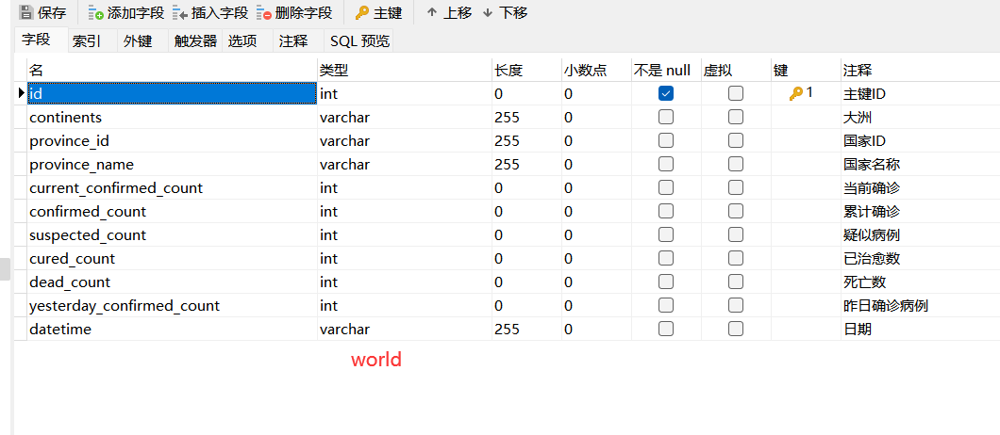 保存 添加字段 插入字段 删除字段 主键 上移 下移
字段 索引 外键 触发器 选项 注释 SQL 预览
名 类型 长度 小数点 不是 null 虚拟 键 注释
id int 0 0 1 主键ID
continents varchar 255 0 大洲
province_id varchar 255 0 国家ID
province_name varchar 255 0 国家名称
current_confirmed_count int 0 0 当前确诊
confirmed_count int 0 0 累计确诊
suspected_count int 0 0 疑似病例
cured_count int 0 0 已治愈数
dead_count int 0 0 死亡数
yesterday_confirmed_count int 0 0 昨日确诊病例
datetime varchar 255 0 日期
world